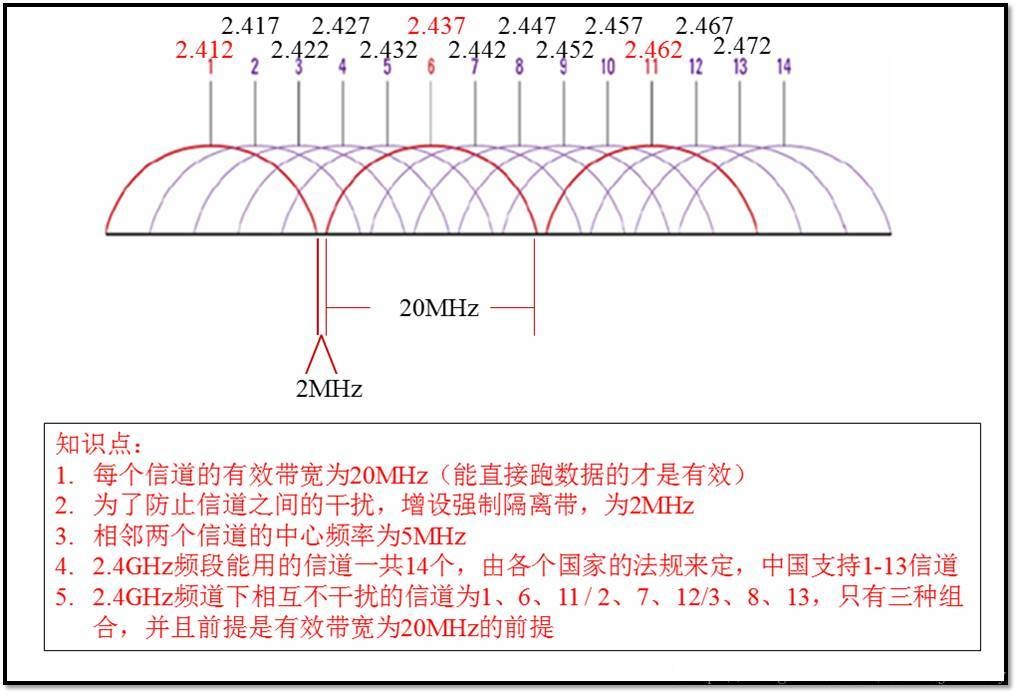 2.417 2.427 2.437 2.447 2.457 2.467
2.412 2.422 2.432 2.442 2.452 2.462 2.472
1 2 3 4 5 6 7 8 9 10 11 12 13 14
20MHz
2MHz
知识点：
1. 每个信道的有效带宽为20MHz（能直接跑数据的才是有效）
2. 为了防止信道之间的干扰，增设强制隔离带，为2MHz
3. 相邻两个信道的中心频率为5MHz
4. 2.4GHz频段能用的信道一共14个，由各个国家的法规来定，中国支持1-13信道
5. 2.4GHz频道下相互不干扰的信道为1、6、11 / 2、7、12/3、8、13，只有三种组
合，并且前提是有效带宽为20MHz的前提